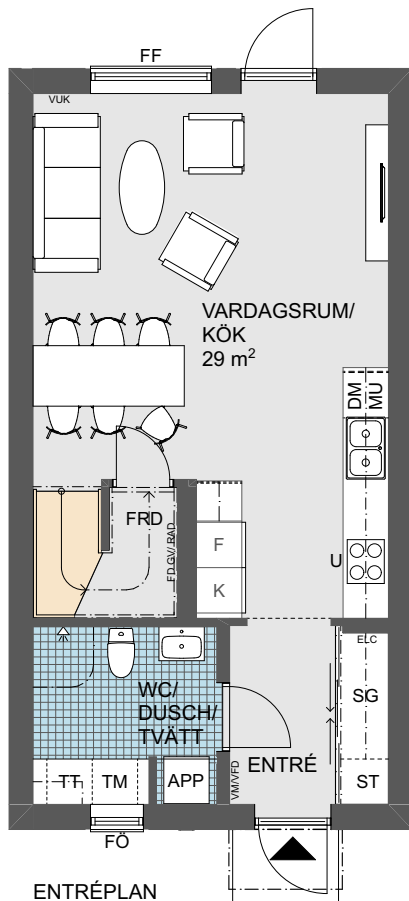 FF
VUK
VARDAGSRUM/
KÖK
29 m²
DM
MU
FRD
FD GV/ RAD
F
K
U
ELC
WC/
DUSCH/
TVÄTT
SG
ENTRÉ
TT
TM
APP
VM/VFD
ST
FÖ
ENTRÉPLAN